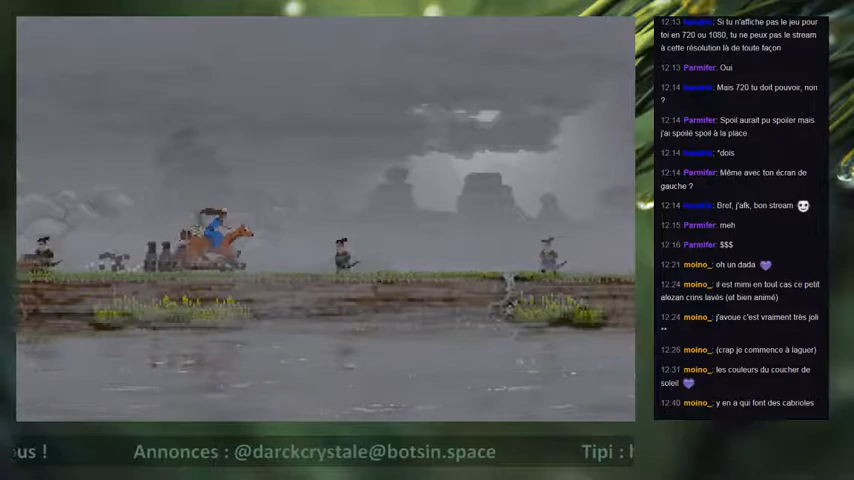 12:13 : Si tu n'affiche pas le jeu pour
toi en 720 ou 1080, tu ne peux pas le stream
à cette résolution là de toute façon
12:13 Parmifer: Oui
12:14 : Mais 720 tu doit pouvoir, non
?
12:14 Parmifer: Spoil aurait pu spoiler mais
j'ai spoilé spoil à la place
12:14 : *dois
12:14 Parmifer: Même avec ton écran de
gauche ?
12:14 : Bref, j'afk, bon stream
12:15 Parmifer: meh
12:16 Parmifer: $$$
12:21 moino_: oh un dada
12:24 moino_: il est mimi en tout cas ce petit
alezan crins lavés (et bien animé)
12:24 moino_: j'avoue c'est vraiment très joli
**
12:26 moino_: (crap je commence à laguer)
12:31 moino_: les couleurs du coucher de
soleil
12:40 moino_: y en a qui font des cabrioles
ous ! Annonces : @darckcrystale@botsin.space Tipi :